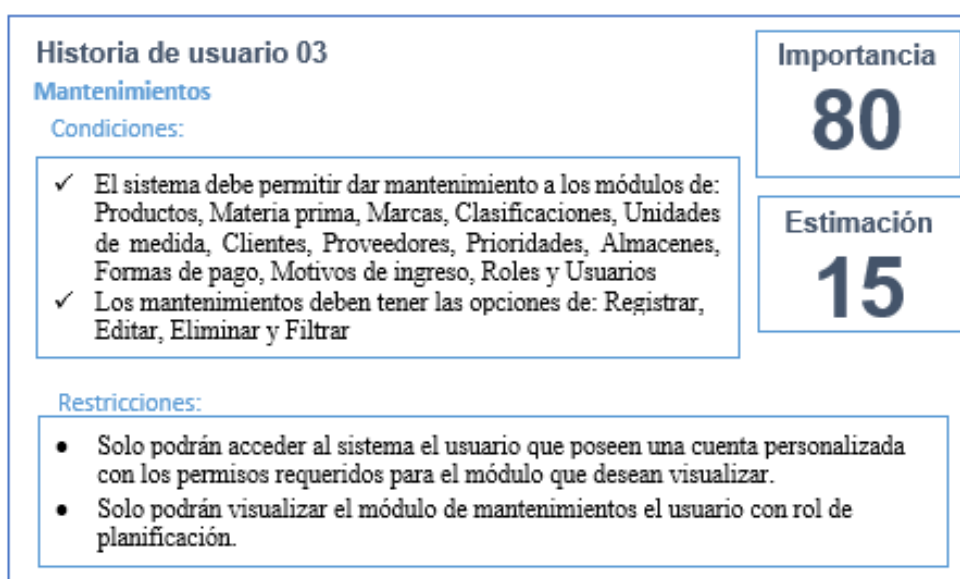 Historia de usuario 03
Mantenimientos
Condiciones:
✓ El sistema debe permitir dar mantenimiento a los módulos de:
Productos, Materia prima, Marcas, Clasificaciones, Unidades
de medida, Clientes, Proveedores, Prioridades, Almacenes,
Formas de pago, Motivos de ingreso, Roles y Usuarios
✓ Los mantenimientos deben tener las opciones de: Registrar,
Editar, Eliminar y Filtrar
Importancia
80
Estimación
15
Restricciones:
● Solo podrán acceder al sistema el usuario que poseen una cuenta personalizada
con los permisos requeridos para el módulo que desean visualizar.
● Solo podrán visualizar el módulo de mantenimientos el usuario con rol de
planificación.